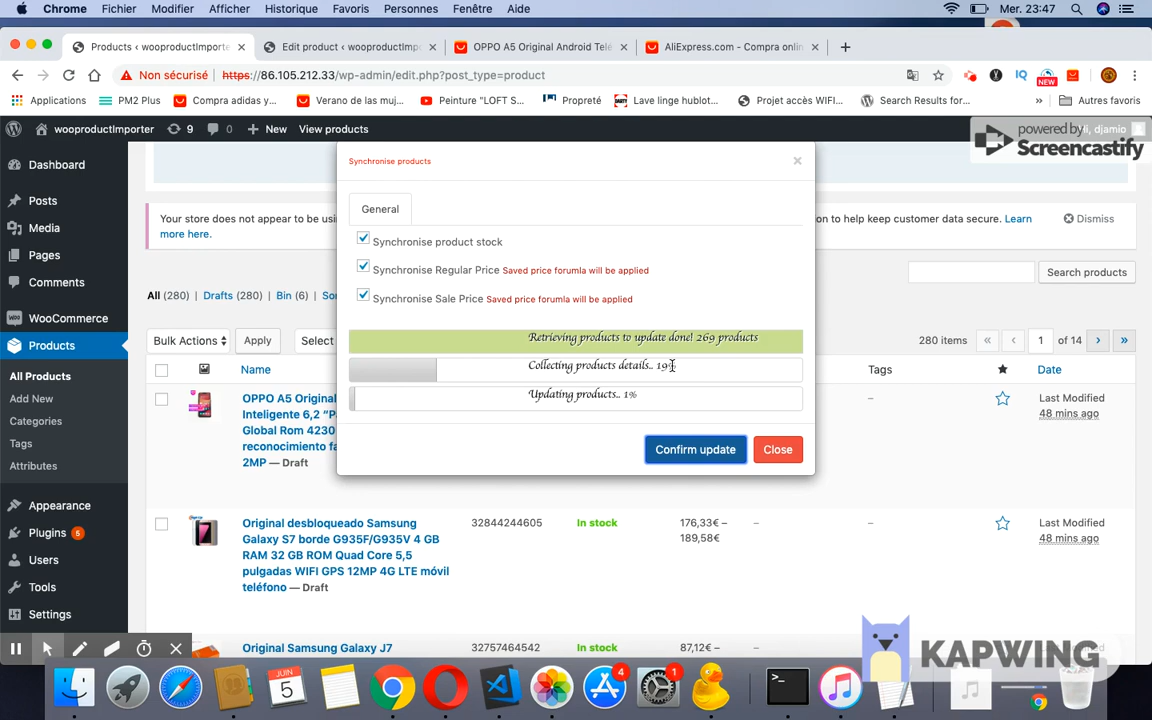 Chrome Fichier Modifier Afficher Historique Favoris Personnes Fenêtre Aide Mer. 23:47
Products ‹ wooproductImporte Edit product ‹ wooproductImpo OPPO A5 Original Android Telé AliExpress.com - Compra onlin
Non sécurisé https://86.105.212.33/wp-admin/edit.php?post_type=product
IQ NEW
Applications PM2 Plus Compra adidas y... Verano de las muj... Peinture "LOFT S... Propreté Lave linge hublot... Projet accès WIFI... Search Results for... » Autres favoris
wooproductImporter 9 0 New View products Hi, djamio
powered by
Screencastify
Dashboard
Posts
Media
Pages
Comments
WooCommerce
Products
All Products
Add New
Categories
Tags
Attributes
Appearance
Plugins 5
Users
Tools
Settings
Your store does not appear to be usi
on to help keep customer data secure. Learn
more here.
Dismiss
Search products
All (280) | Drafts (280) | Bin (6) |
Bulk Actions Apply Select
280 items « ‹ 1 of 14 › »
Name Tags Date
Synchronise products ×
General
Synchronise product stock
Synchronise Regular Price Saved price forumla will be applied
Synchronise Sale Price Saved price forumla will be applied
Retrieving products to update done! 269 products
Collecting products details.. 19%
Updating products.. 1%
Confirm update Close
OPPO A5 Original
Inteligente 6,2 "P
Global Rom 4230
reconocimiento fa
2MP — Draft
–
Last Modified
48 mins ago
Original desbloqueado Samsung
Galaxy S7 borde G935F/G935V 4 GB
RAM 32 GB ROM Quad Core 5,5
pulgadas WIFI GPS 12MP 4G LTE móvil
teléfono — Draft
32844244605 In stock 176,33€ –
189,58€
– –
Last Modified
48 mins ago
Original Samsung Galaxy J7 32757464542 In stock 87,12€ – – – Last Modified
KAPWING
JUIN
5
4
1